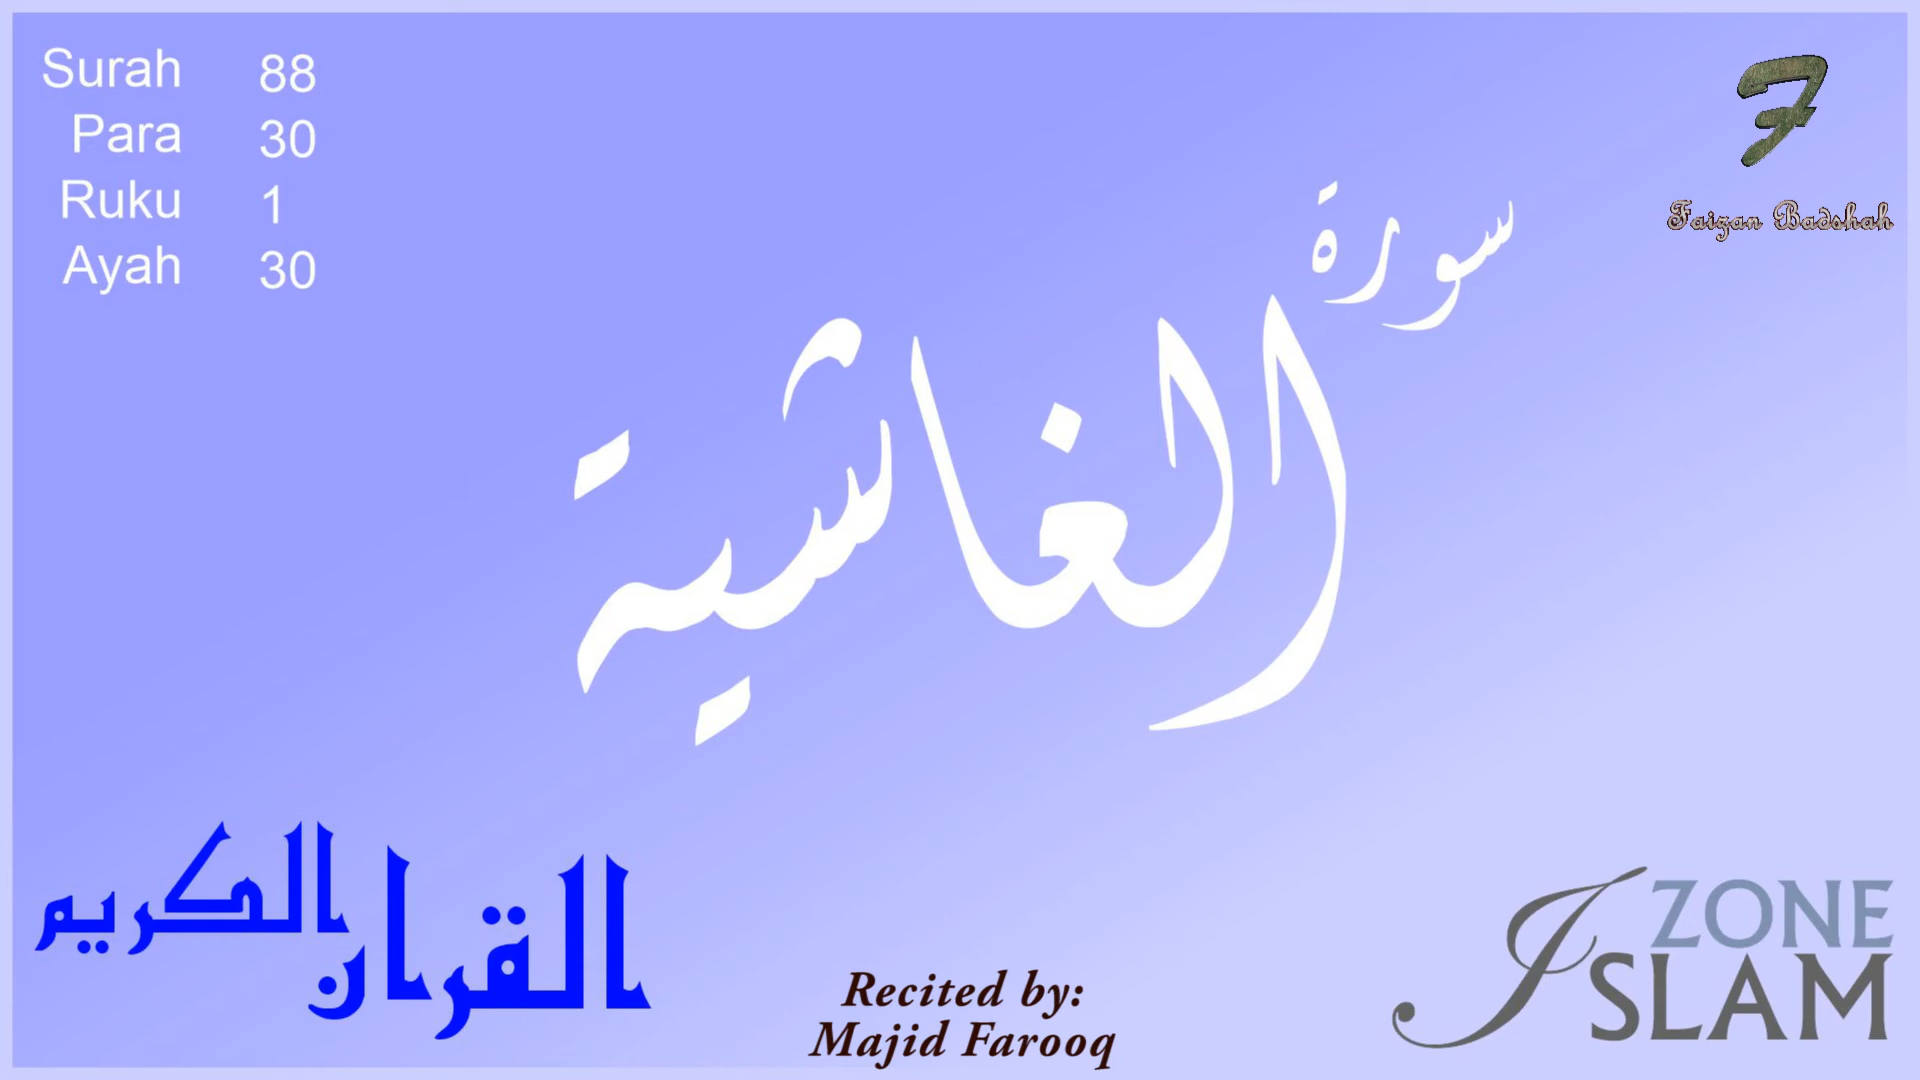 Surah 88
Para 30
Ruku 1
Ayah 30
F
Faizan Badshah
سورة
الغاشية
القران الكريم
Recited by:
Majid Farooq
ZONE
ISLAM